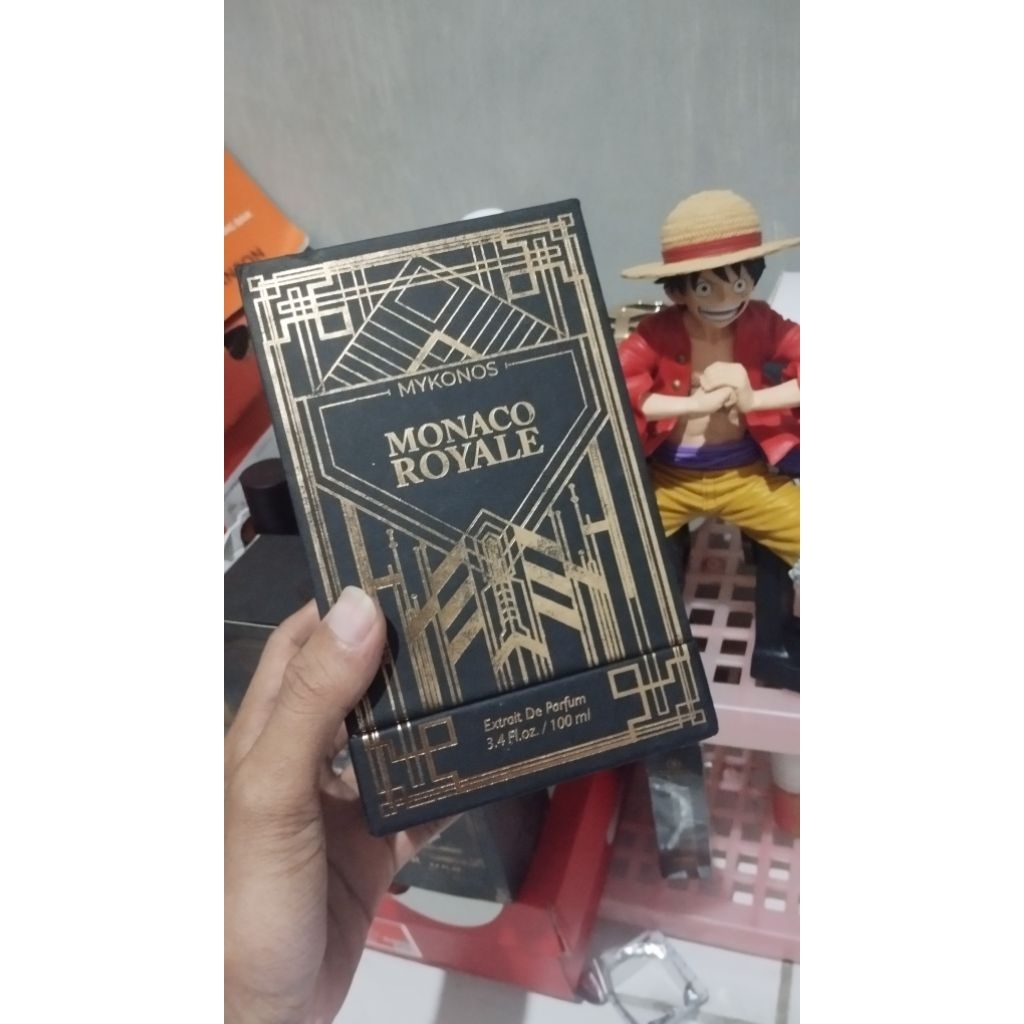 MYKONOS
MONACO
ROYALE
Extrait De Parfum
3.4 Fl.oz. / 100 ml